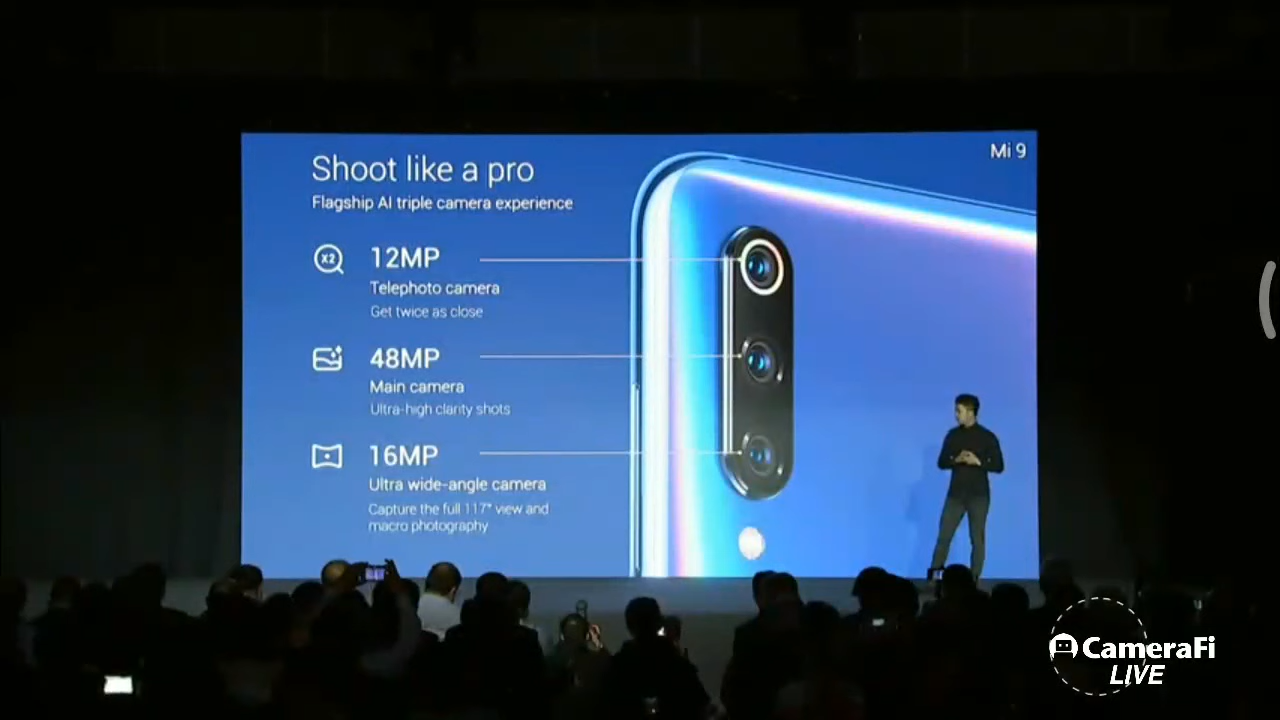 Mi 9
Shoot like a pro
Flagship AI triple camera experience
X2
12MP
Telephoto camera
Get twice as close
48MP
Main camera
Ultra-high clarity shots
16MP
Ultra wide-angle camera
Capture the full 117° view and
macro photography
CameraFi
LIVE